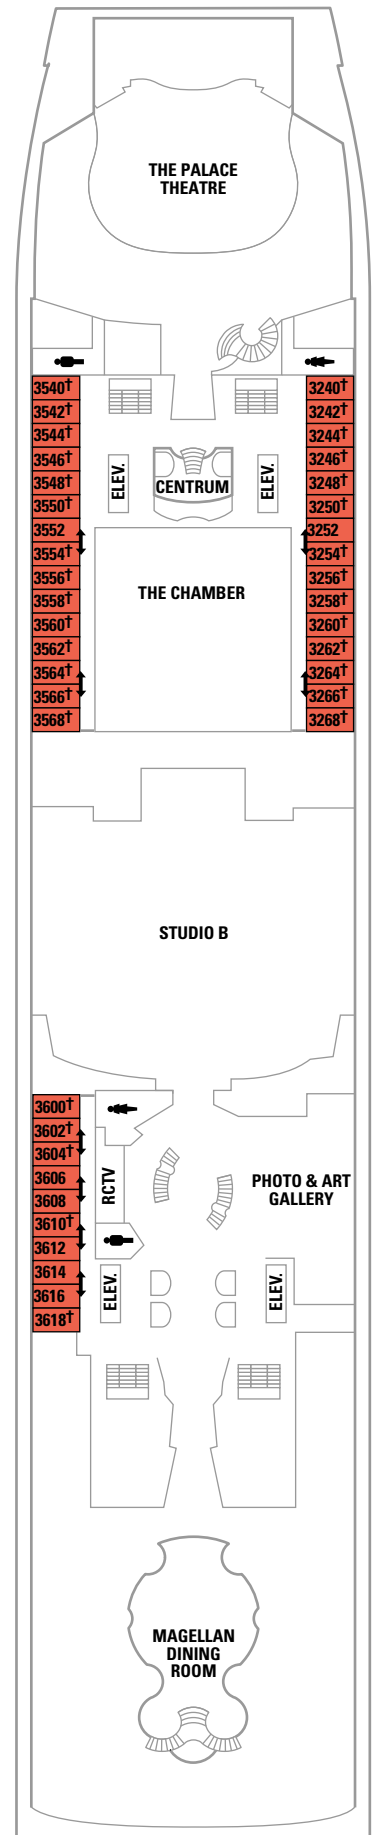 THE PALACE
THEATRE
3540†
3240†
3542†
3242†
3544†
3244†
3546†
3246†
3548†
3248†
3550†
3250†
3552
3252
3554†
3254†
3556†
3256†
3558†
3258†
3560†
3260†
3562†
3262†
3564†
3264†
3566†
3266†
3568†
3268†
ELEV.
CENTRUM
ELEV.
THE CHAMBER
STUDIO B
3600†
3602†
3604†
3606
3608
3610†
3612
3614
3616
3618†
RCTV
PHOTO & ART
GALLERY
ELEV.
ELEV.
MAGELLAN
DINING
ROOM